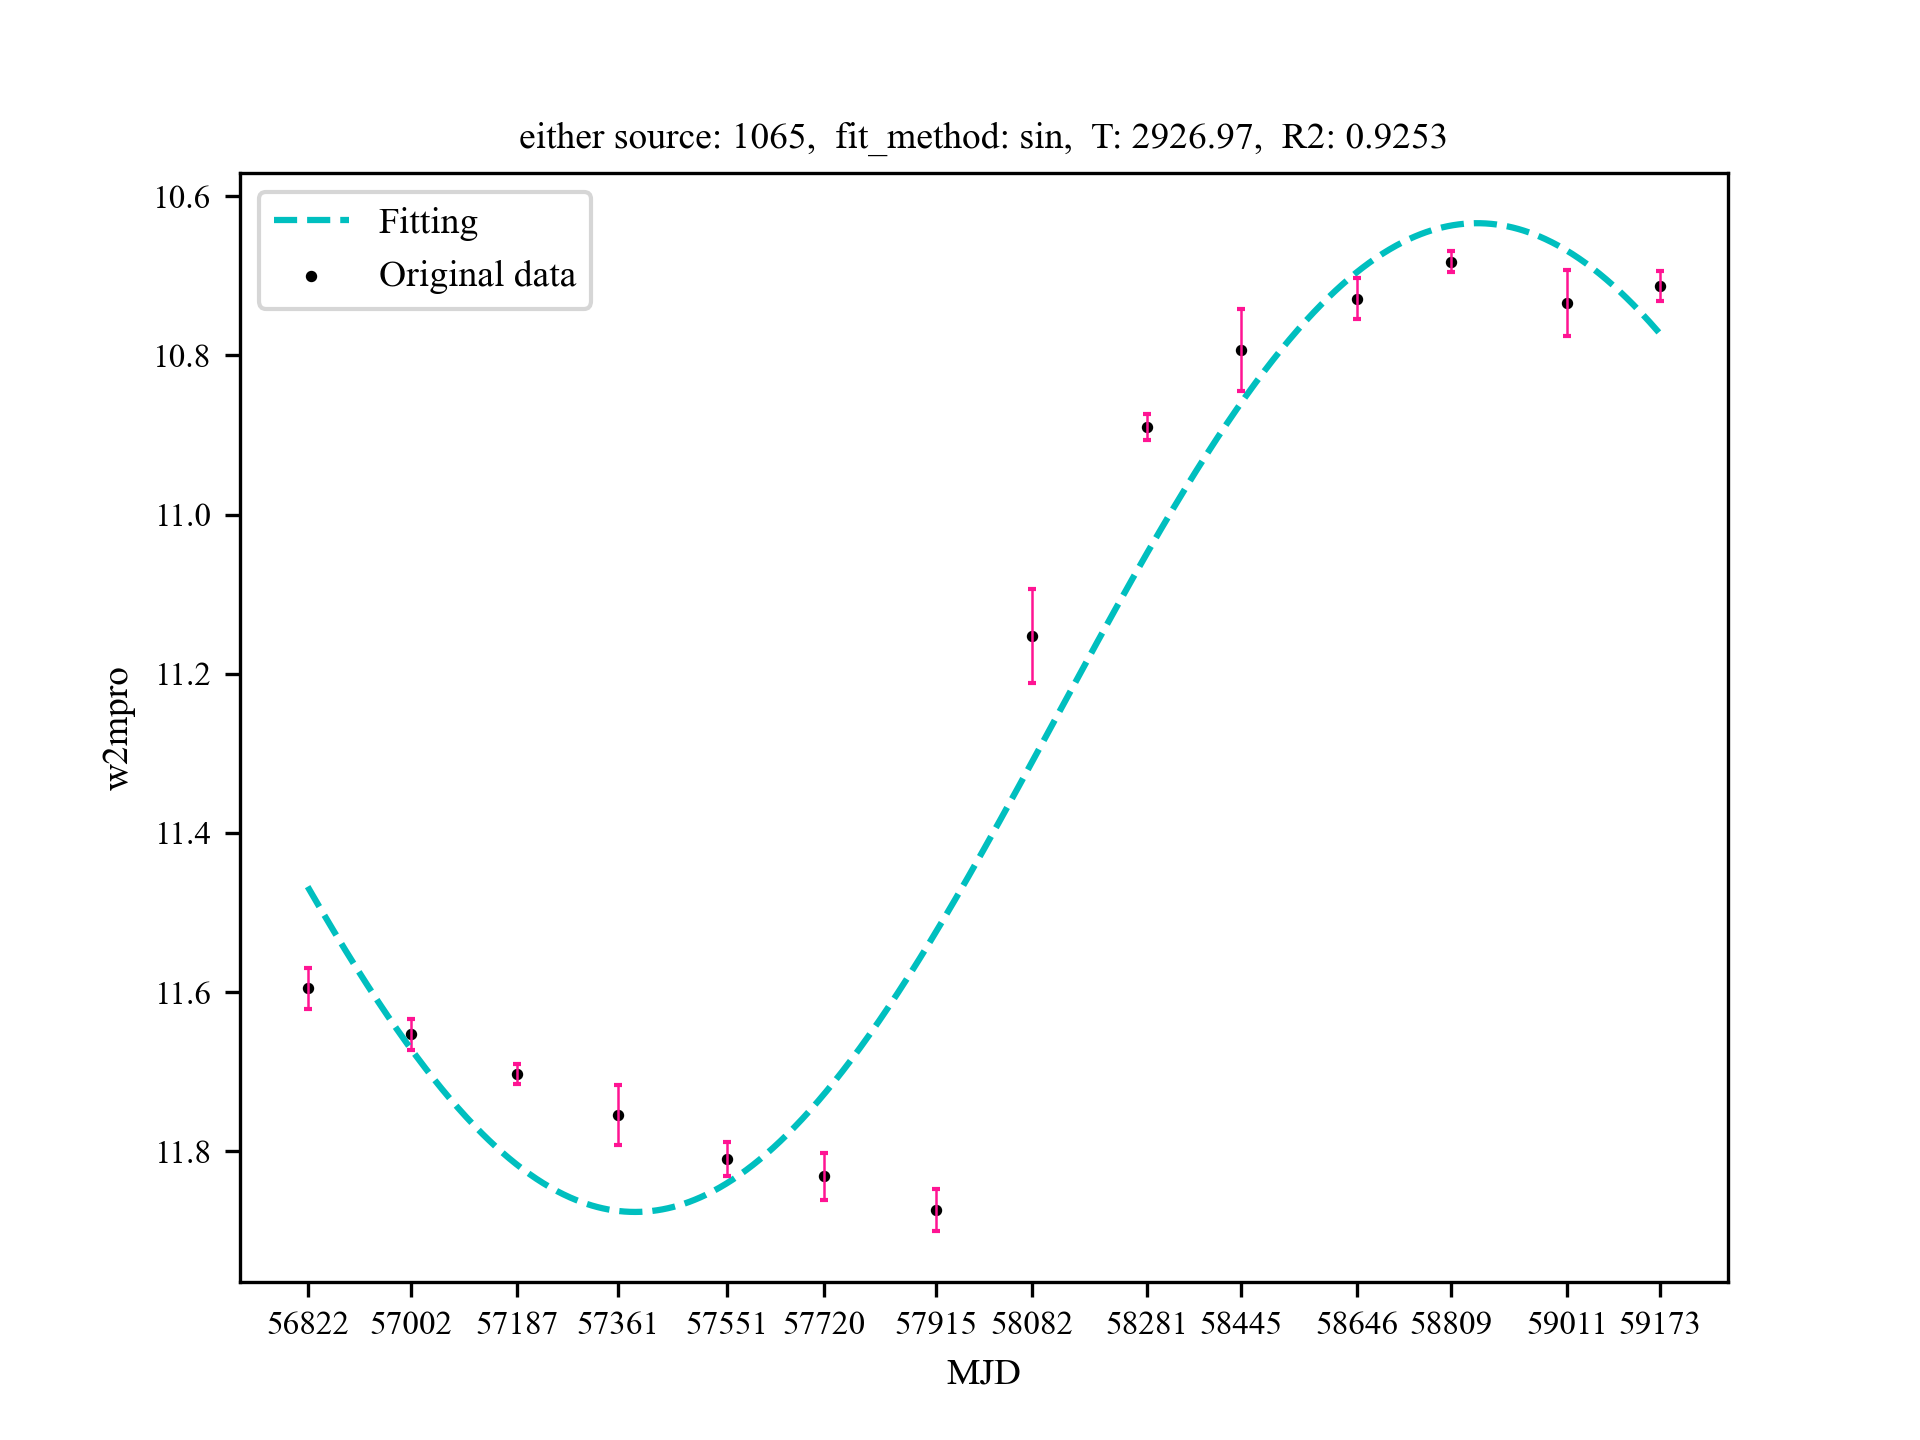 either source: 1065,  fit_method: sin,  T: 2926.97,  R2: 0.9253
Fitting
Original data
10.6
10.8
11.0
11.2
11.4
11.6
11.8
w2mpro
56822 57002 57187 57361 57551 57720 57915 58082 58281 58445 58646 58809 59011 59173
MJD